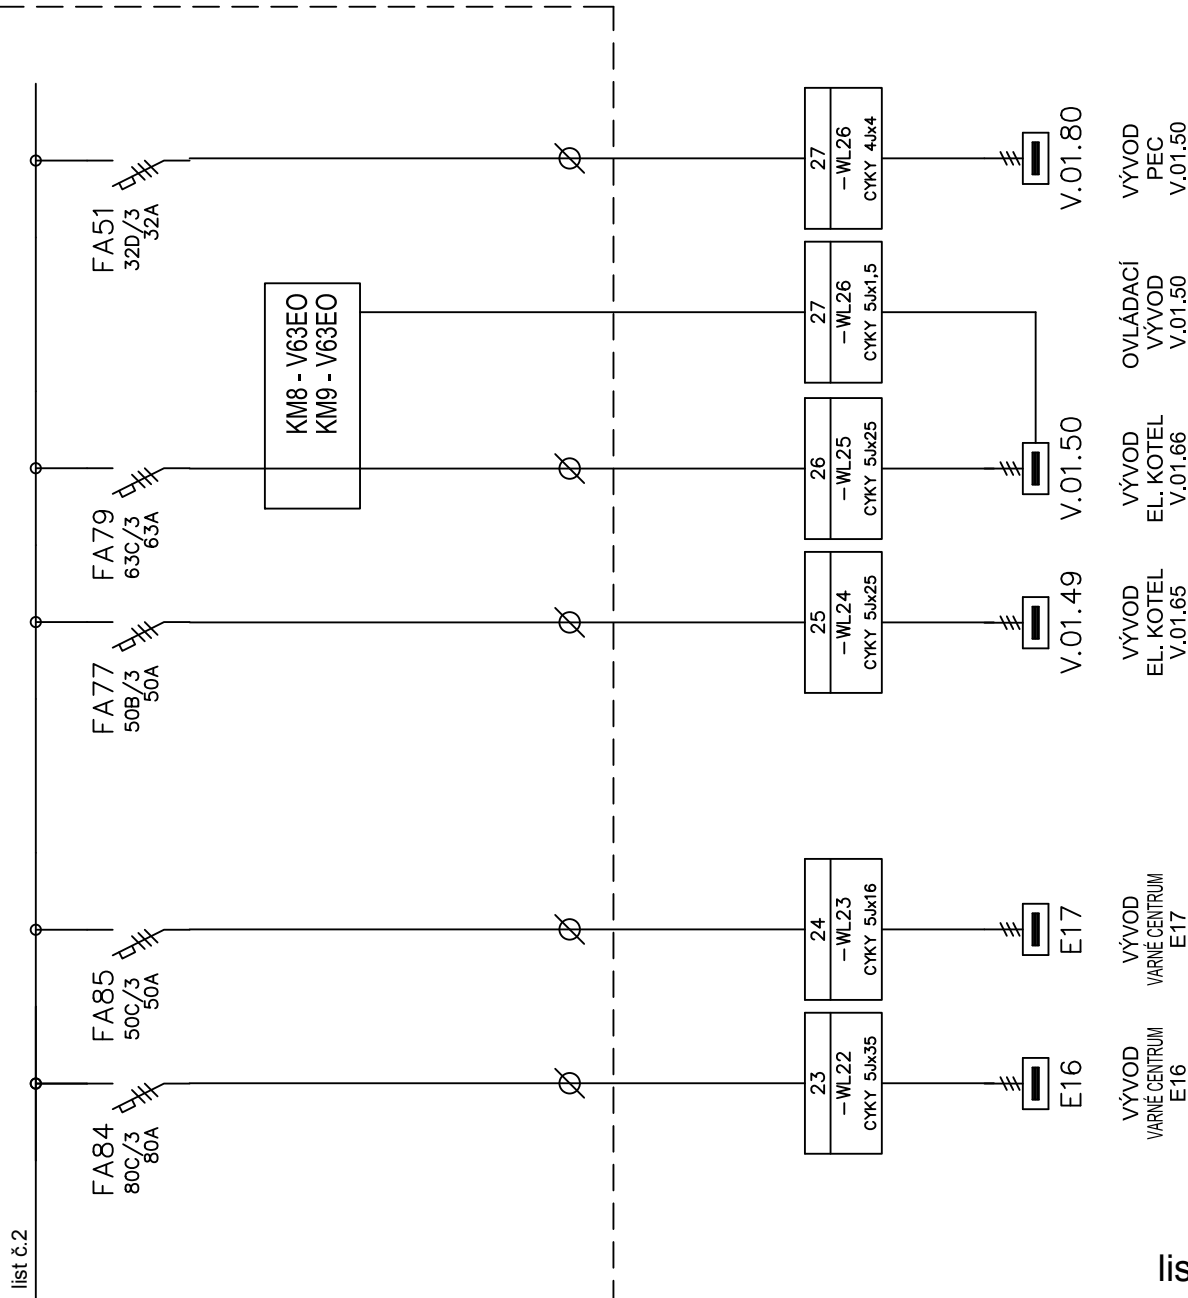 list č.2
FA84
80C/3
80A
FA85
50C/3
50A
FA77
50B/3
50A
FA79
63C/3
63A
FA51
32D/3
32A
KM8 - V63EO
KM9 - V63EO
23
-WL22
CYKY 5Jx35
24
-WL23
CYKY 5Jx16
25
-WL24
CYKY 5Jx25
26
-WL25
CYKY 5Jx25
27
-WL26
CYKY 5Jx1,5
27
-WL26
CYKY 4Jx4
E16
E17
V.01.49
V.01.50
V.01.80
VÝVOD
VARNÉ CENTRUM
E16
VÝVOD
VARNÉ CENTRUM
E17
VÝVOD
EL. KOTEL
V.01.65
VÝVOD
EL. KOTEL
V.01.66
OVLÁDACÍ
VÝVOD
V.01.50
VÝVOD
PEC
V.01.50
lis